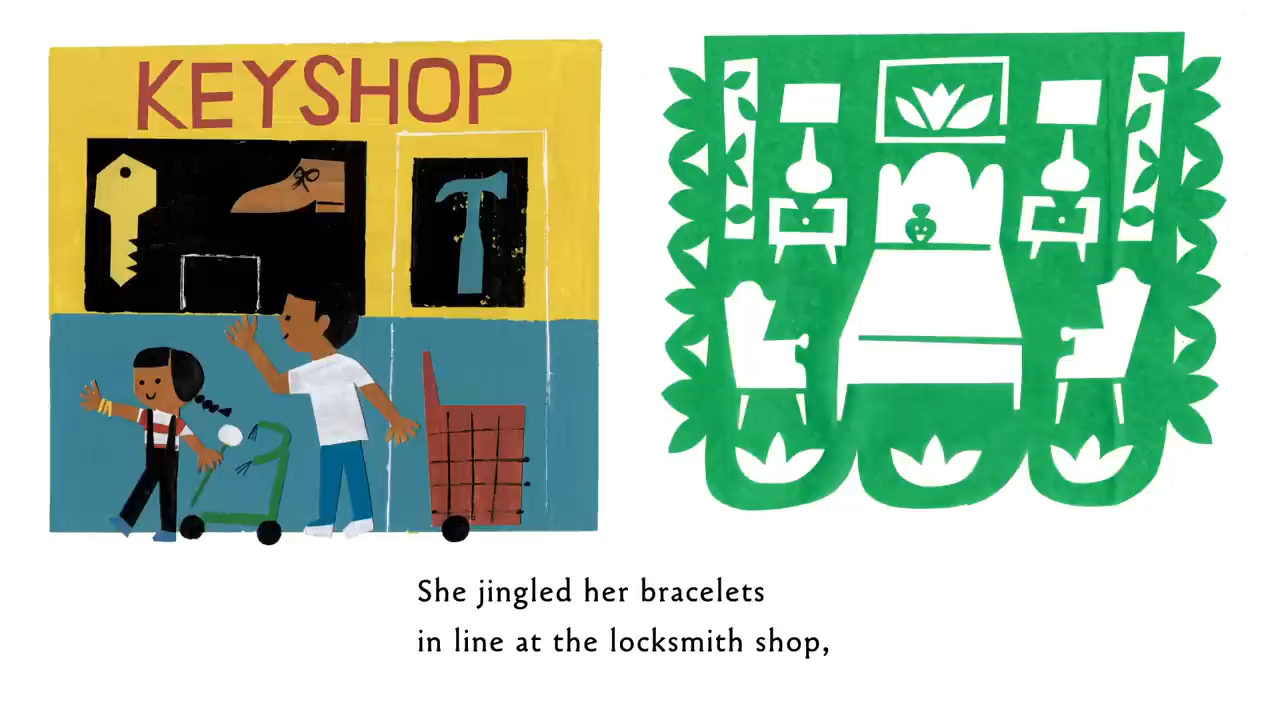 KEYSHOP
She jingled her bracelets
in line at the locksmith shop,